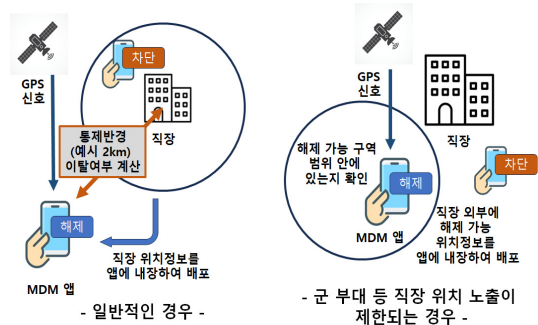 GPS
신호
차단
직장
통제반경
(예시 2km)
이탈여부 계산
해제
MDM 앱
직장 위치정보를
앱에 내장하여 배포
- 일반적인 경우 -
GPS
신호
직장
해제 가능 구역
범위 안에
있는지 확인
해제
MDM 앱
차단
직장 외부에
해제 가능
위치정보를
앱에 내장하여 배포
- 군 부대 등 직장 위치 노출이
제한되는 경우 -